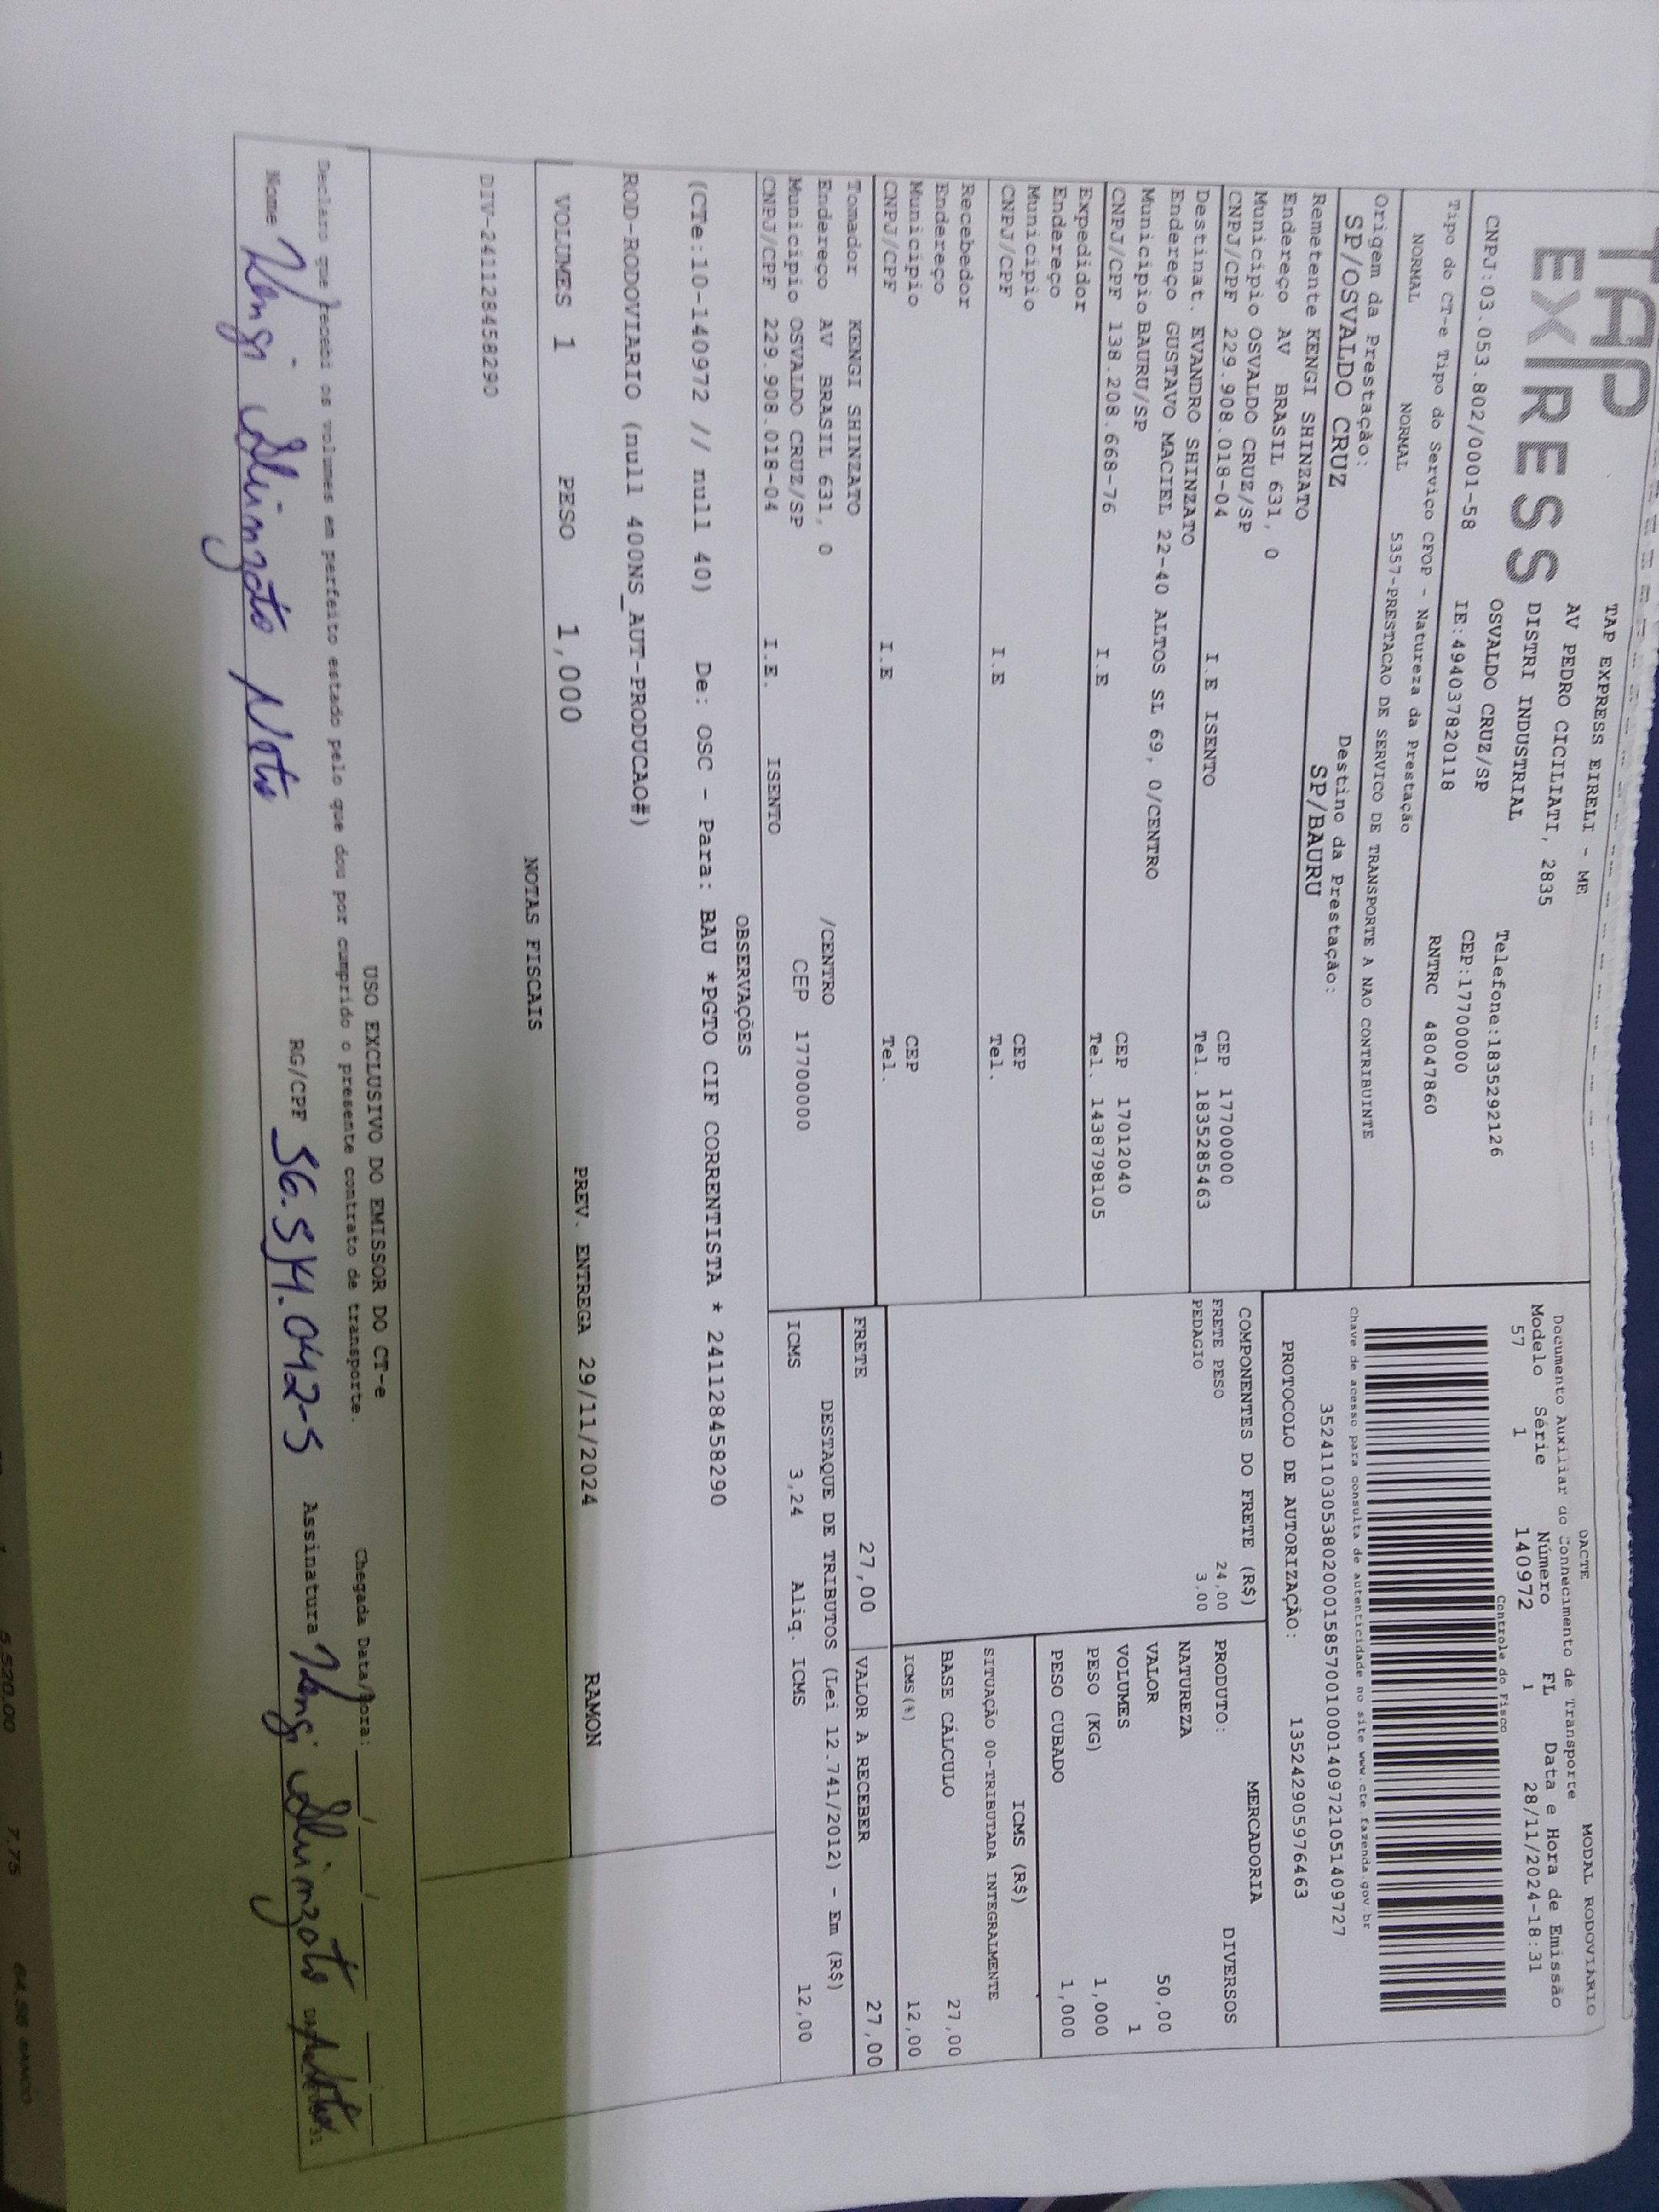 TAP
EXPRESS
TAP EXPRESS EIRELI - ME
AV PEDRO CICILIATI, 2835
DISTRI INDUSTRIAL
Telefone:1835292126
OSVALDO CRUZ/SP
CEP:17700000
CNPJ:03.053.802/0001-58
IE:494037820118
RNTRC 48047860
Tipo do CT-e Tipo do Serviço CFOP - Natureza da Prestação
NORMAL NORMAL 5357-PRESTACAO DE SERVICO DE TRANSPORTE A NAO CONTRIBUINTE
Origem da Prestação:
SP/OSVALDO CRUZ
Destino da Prestação:
SP/BAURU
DACTE
MODAL RODOVIÁRIO
Documento Auxiliar do Conhecimento de Transporte
Modelo Série Número FL Data e Hora de Emissão
57 1 140972 1 28/11/2024-18:31
Controle do Fisco
Chave de acesso para consulta de autenticidade no site www.cte.fazenda.gov.br
35241103053802000158570010001409721051409727
PROTOCOLO DE AUTORIZAÇÃO: 135242905976463
Remetente KENGI SHINZATO
Endereço AV BRASIL 631, 0
Município OSVALDO CRUZ/SP CEP 17700000
CNPJ/CPF 229.908.018-04 I.E ISENTO Tel. 1835285463
Destinat. EVANDRO SHINZATO
Endereço GUSTAVO MACIEL 22-40 ALTOS SL 69, 0/CENTRO
Município BAURU/SP CEP 17012040
CNPJ/CPF 138.208.668-76 I.E Tel. 1438798105
Expedidor
Endereço
Município CEP
CNPJ/CPF I.E Tel.
Recebedor
Endereço
Município CEP
CNPJ/CPF I.E Tel.
Tomador KENGI SHINZATO
Endereço AV BRASIL 631, 0 /CENTRO
Município OSVALDO CRUZ/SP CEP 17700000
CNPJ/CPF 229.908.018-04 I.E. ISENTO
COMPONENTES DO FRETE (R$)
FRETE PESO 24,00
PEDAGIO 3,00
MERCADORIA
PRODUTO: DIVERSOS
NATUREZA
VALOR 50,00
VOLUMES 1
PESO (KG) 1,000
PESO CUBADO 1,000
ICMS (R$)
SITUAÇÃO 00-TRIBUTADA INTEGRALMENTE
BASE CÁLCULO 27,00
ICMS(%) 12,00
FRETE 27,00
VALOR A RECEBER 27,00
DESTAQUE DE TRIBUTOS (Lei 12.741/2012) - Em (R$)
ICMS 3,24 Aliq. ICMS 12,00
OBSERVAÇÕES
(CTe:10-140972 // null 40) De: OSC - Para: BAU *PGTO CIF CORRENTISTA * 241128458290
ROD-RODOVIARIO (null 400NS_AUT-PRODUCAO#)
VOLUMES 1 PESO 1,000 PREV. ENTREGA 29/11/2024 RAMON
NOTAS FISCAIS
DIV-241128458290
USO EXCLUSIVO DO EMISSOR DO CT-e
Declaro que recebi os volumes em perfeito estado pelo que dou por cumprido o presente contrato de transporte.
Chegada Data/Hora: / / :
Nome Kengi Shinzato Neto RG/CPF 36.514.042-5 Assinatura Kengi Shinzato
5.520,00 7,75